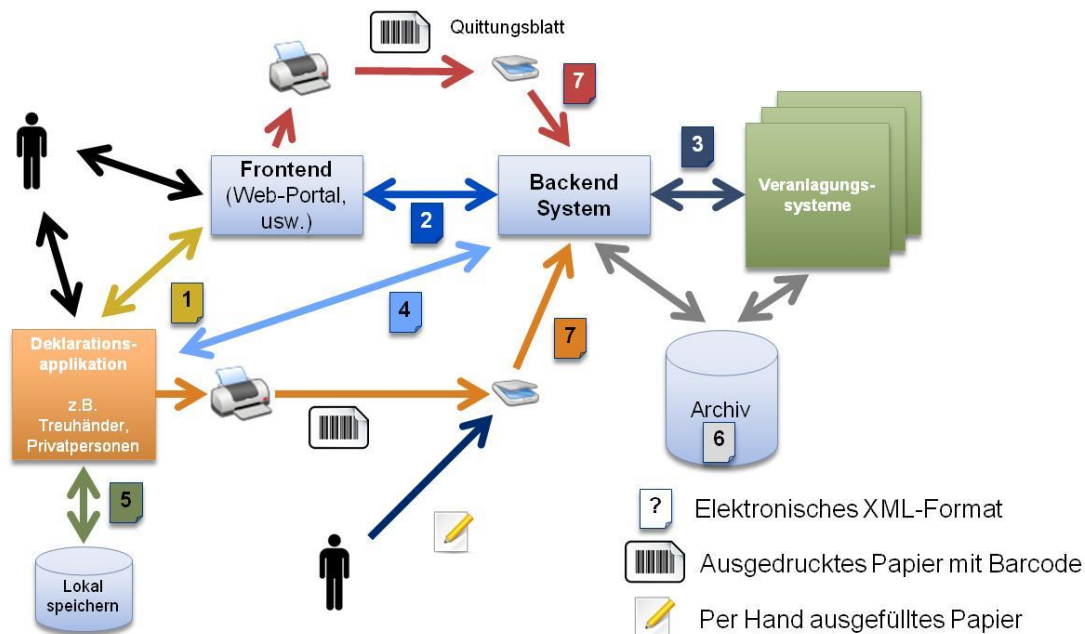 Quittungsblatt
7
3
Frontend
(Web-Portal,
usw.)
Backend
System
Veranlagungs-
systeme
2
1
4
Deklarations-
applikation
z.B.
Treuhänder,
Privatpersonen
7
Archiv
6
5
Lokal
speichern
? Elektronisches XML-Format
Ausgedrucktes Papier mit Barcode
Per Hand ausgefülltes Papier